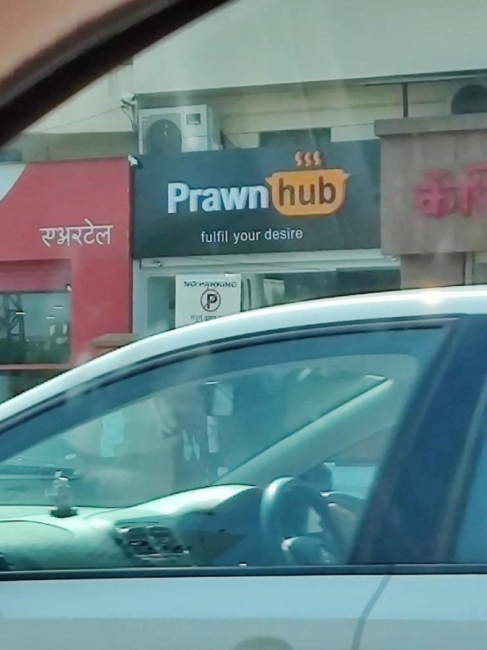 Prawn hub
fulfil your desire
एअरटेल
NO PARKING
P